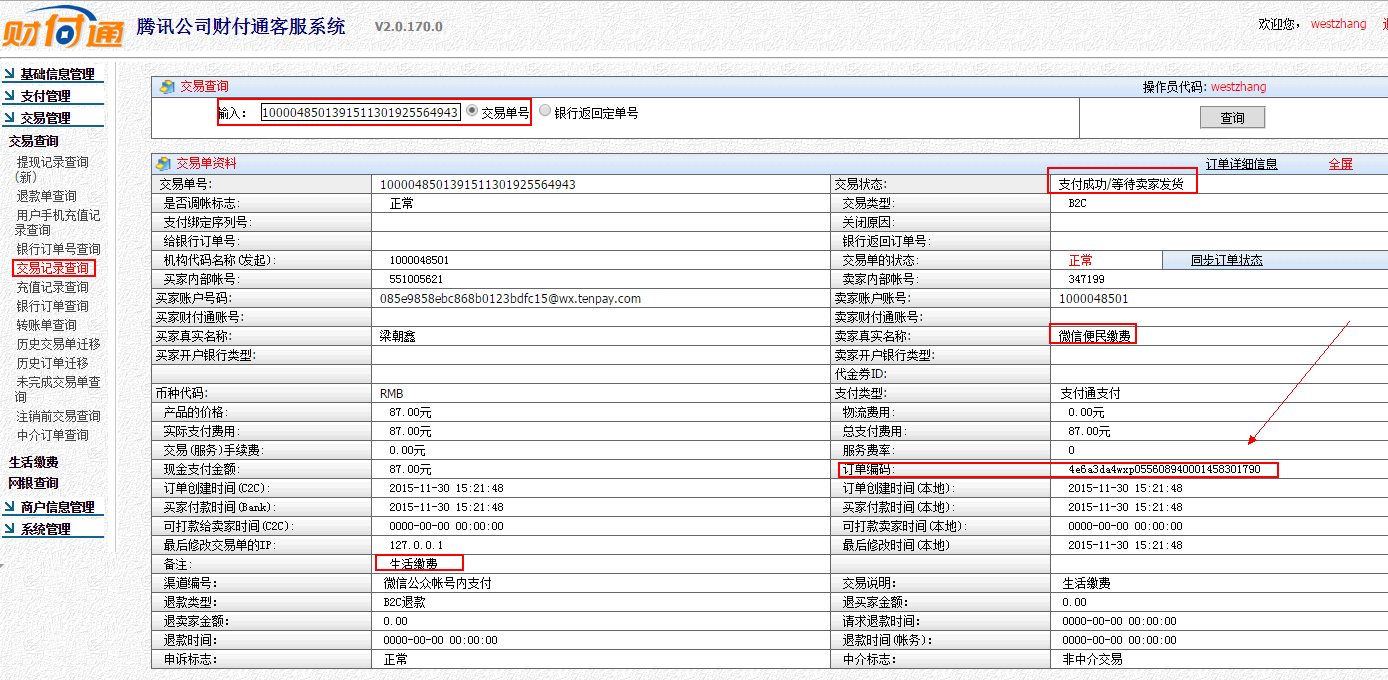 财付通 腾讯公司财付通客服系统 V2.0.170.0 欢迎您， westzhang
基础信息管理
支付管理
交易管理
交易查询
提现记录查询
(新)
退款单查询
用户手机充值记
录查询
银行订单号查询
交易记录查询
充值记录查询
银行订单查询
转账单查询
历史交易单迁移
历史订单迁移
未完成交易单查
询
注销前交易查询
中介订单查询
生活缴费
网银查询
商户信息管理
系统管理
交易查询 操作员代码: westzhang
输入： 1000048501391511301925564943 交易单号 银行返回定单号 查询
交易单资料 订单详细信息 全屏
交易单号: 1000048501391511301925564943 交易状态: 支付成功/等待卖家发货
是否调帐标志: 正常 交易类型: B2C
支付绑定序列号: 关闭原因:
给银行订单号: 银行返回订单号:
机构代码名称(发起): 1000048501 交易单的状态: 正常 同步订单状态
买家内部帐号: 551005621 卖家内部帐号: 347199
买家账户号码: 085e9858ebc868b0123bdfc15@wx.tenpay.com 卖家账户账号: 1000048501
买家财付通账号: 卖家财付通账号:
买家真实名称: 梁朝鑫 卖家真实名称: 微信便民缴费
买家开户银行类型: 卖家开户银行类型:
代金券ID:
币种代码: RMB 支付类型: 支付通支付
产品的价格: 87.00元 物流费用: 0.00元
实际支付费用: 87.00元 总支付费用: 87.00元
交易(服务)手续费: 0.00元 服务费率: 0
现金支付金额: 87.00元 订单编码: 4e6a3da4wxp055608940001458301790
订单创建时间(C2C): 2015-11-30 15:21:48 订单创建时间(本地): 2015-11-30 15:21:48
买家付款时间(Bank): 2015-11-30 15:21:48 买家付款时间(本地): 2015-11-30 15:21:48
可打款给卖家时间(C2C): 0000-00-00 00:00:00 可打款卖家时间(本地): 0000-00-00 00:00:00
最后修改交易单的IP: 127.0.0.1 最后修改时间(本地) 2015-11-30 15:21:48
备注: 生活缴费
渠道编号: 微信公众帐号内支付 交易说明: 生活缴费
退款类型: B2C退款 退买家金额: 0.00
退卖家金额: 0.00 请求退款时间: 0000-00-00 00:00:00
退款时间: 0000-00-00 00:00:00 退款时间(帐务): 0000-00-00 00:00:00
申诉标志: 正常 中介标志: 非中介交易